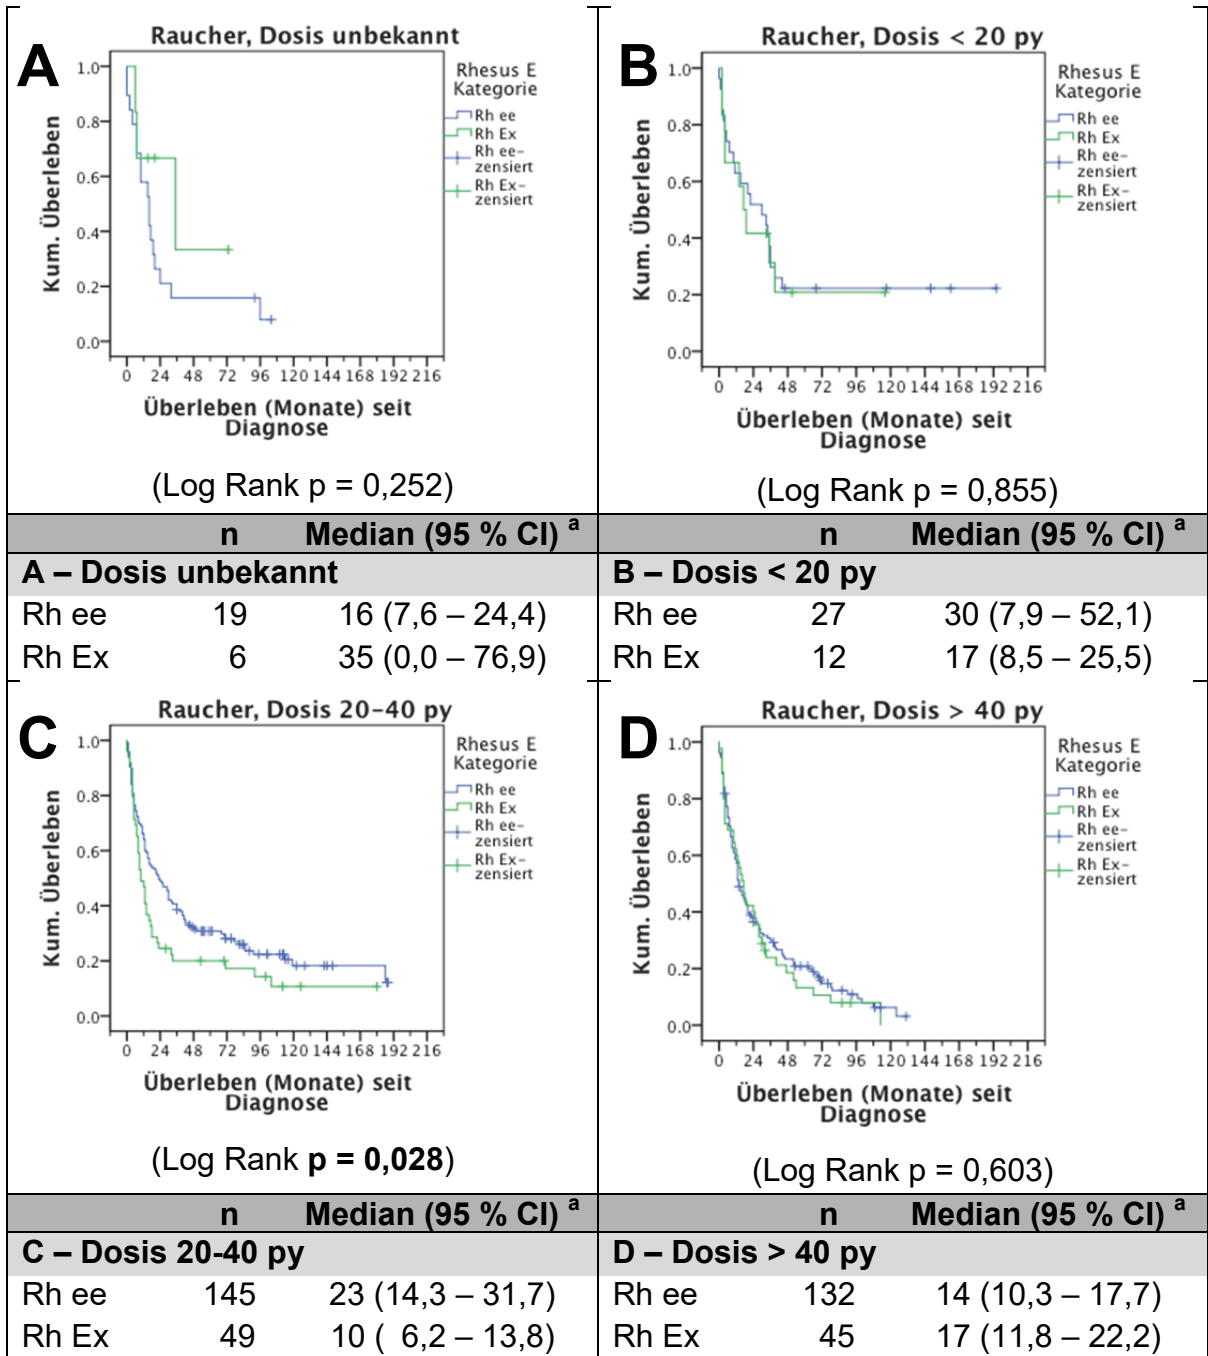 A
Raucher, Dosis unbekannt
1.0
0.8
0.6
0.4
0.2
0.0
Kum. Überleben
0 24 48 72 96 120 144 168 192 216
Überleben (Monate) seit
Diagnose
Rhesus E
Kategorie
Rh ee
Rh Ex
Rh ee-
zensiert
Rh Ex-
zensiert
(Log Rank p = 0,252)
n Median (95 % CI) a
A – Dosis unbekannt
Rh ee 19 16 (7,6 – 24,4)
Rh Ex 6 35 (0,0 – 76,9)
B
Raucher, Dosis < 20 py
1.0
0.8
0.6
0.4
0.2
0.0
Kum. Überleben
0 24 48 72 96 120 144 168 192 216
Überleben (Monate) seit
Diagnose
Rhesus E
Kategorie
Rh ee
Rh Ex
Rh ee-
zensiert
Rh Ex-
zensiert
(Log Rank p = 0,855)
n Median (95 % CI) a
B – Dosis < 20 py
Rh ee 27 30 (7,9 – 52,1)
Rh Ex 12 17 (8,5 – 25,5)
C
Raucher, Dosis 20-40 py
1.0
0.8
0.6
0.4
0.2
0.0
Kum. Überleben
0 24 48 72 96 120 144 168 192 216
Überleben (Monate) seit
Diagnose
Rhesus E
Kategorie
Rh ee
Rh Ex
Rh ee-
zensiert
Rh Ex-
zensiert
(Log Rank p = 0,028)
n Median (95 % CI) a
C – Dosis 20-40 py
Rh ee 145 23 (14,3 – 31,7)
Rh Ex 49 10 ( 6,2 – 13,8)
D
Raucher, Dosis > 40 py
1.0
0.8
0.6
0.4
0.2
0.0
Kum. Überleben
0 24 48 72 96 120 144 168 192 216
Überleben (Monate) seit
Diagnose
Rhesus E
Kategorie
Rh ee
Rh Ex
Rh ee-
zensiert
Rh Ex-
zensiert
(Log Rank p = 0,603)
n Median (95 % CI) a
D – Dosis > 40 py
Rh ee 132 14 (10,3 – 17,7)
Rh Ex 45 17 (11,8 – 22,2)